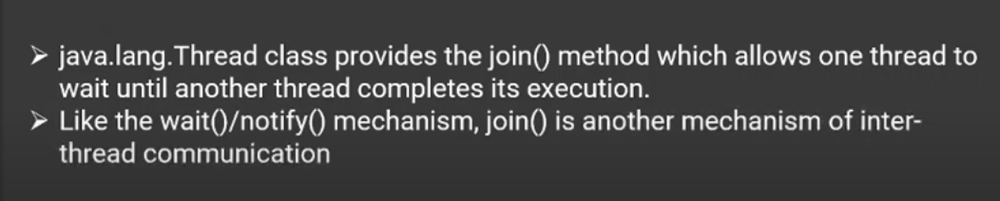 ➢ java.lang.Thread class provides the join() method which allows one thread to
wait until another thread completes its execution.
➢ Like the wait()/notify() mechanism, join() is another mechanism of inter-
thread communication